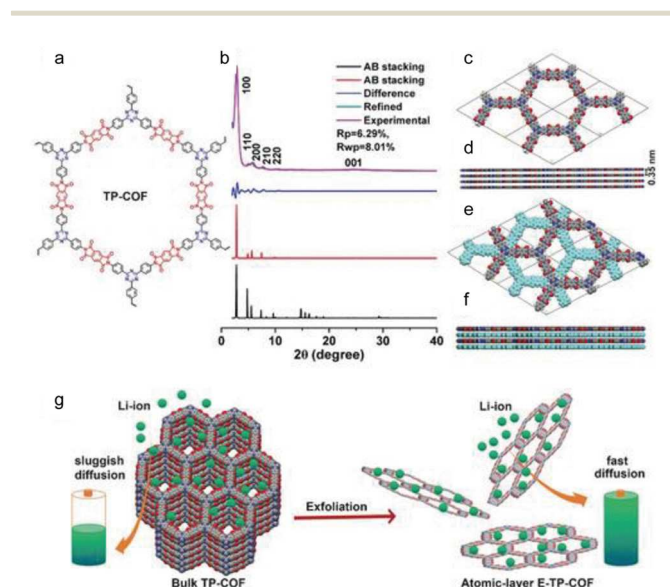 a
TP-COF
b
100
110
200
210
220
001
AB stacking
AB stacking
Difference
Refined
Experimental
Rp=6.29%,
Rwp=8.01%
0 10 20 30 40
2θ (degree)
c
d
0.35 nm
e
f
g
Li-ion
sluggish
diffusion
Bulk TP-COF
Exfoliation
Li-ion
fast
diffusion
Atomic-layer E-TP-COF